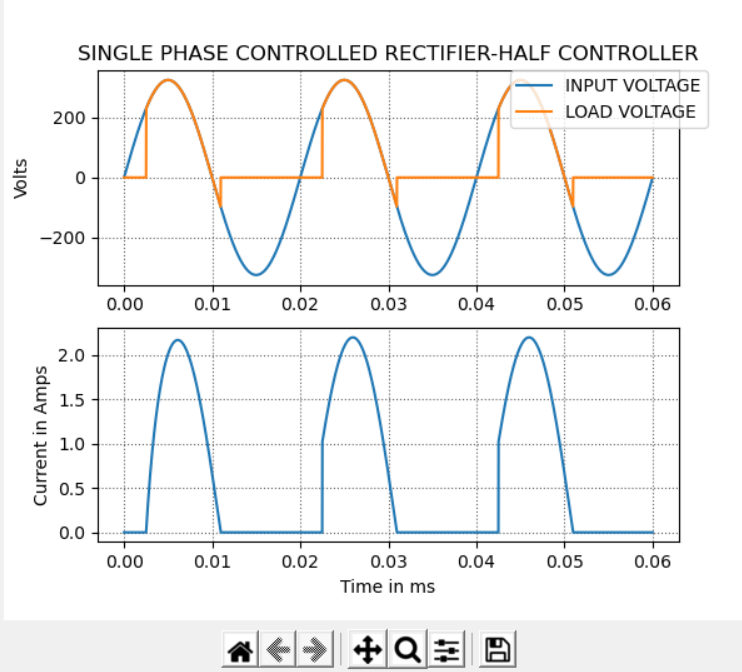 SINGLE PHASE CONTROLLED RECTIFIER-HALF CONTROLLER
INPUT VOLTAGE
LOAD VOLTAGE
Volts
200
0
−200
0.00 0.01 0.02 0.03 0.04 0.05 0.06
Current in Amps
2.0
1.5
1.0
0.5
0.0
0.00 0.01 0.02 0.03 0.04 0.05 0.06
Time in ms